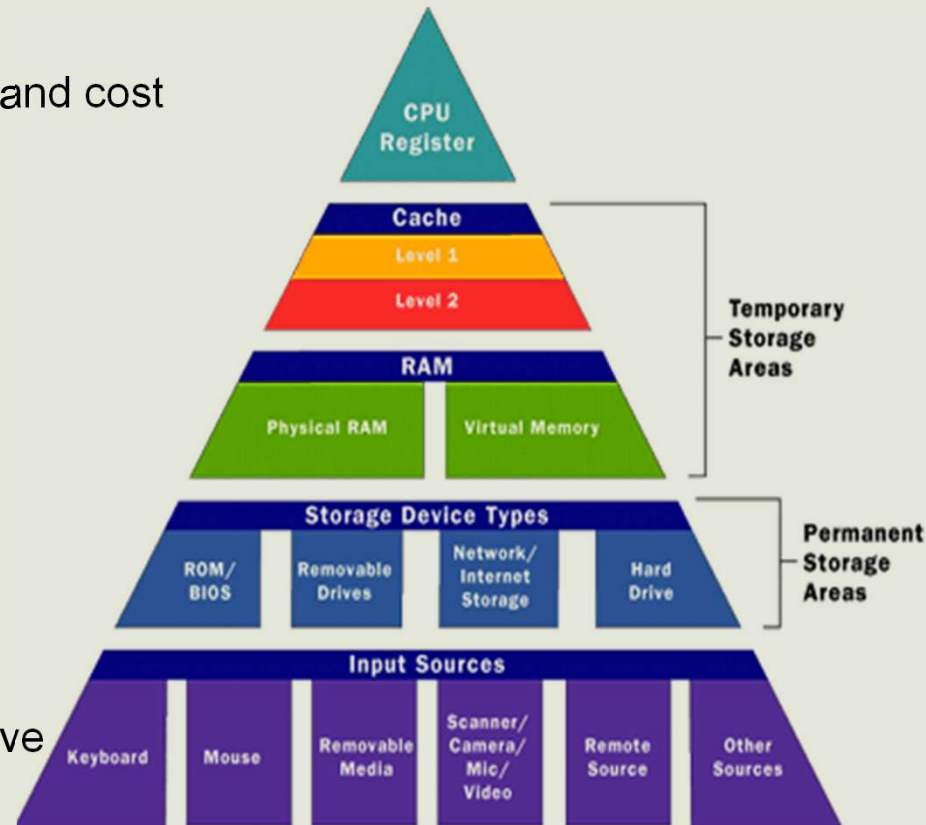 and cost
CPU
Register
Cache
Level 1
Level 2
Temporary
Storage
Areas
RAM
Physical RAM
Virtual Memory
Storage Device Types
ROM/
BIOS
Removable
Drives
Network/
Internet
Storage
Hard
Drive
Permanent
Storage
Areas
Input Sources
ve
Keyboard
Mouse
Removable
Media
Scanner/
Camera/
Mic/
Video
Remote
Source
Other
Sources